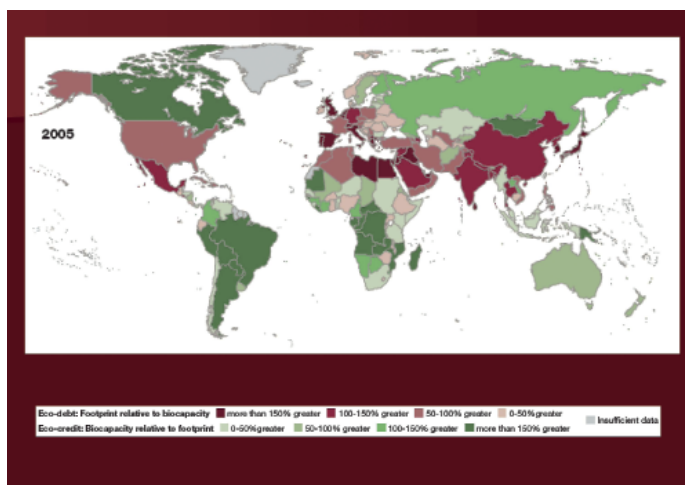 2005
Eco-debt: Footprint relative to biocapacity more than 150% greater 100-150% greater 50-100% greater 0-50%greater Insufficient data
Eco-credit: Biocapacity relative to footprint 0-50%greater 50-100% greater 100-150% greater more than 150% greater